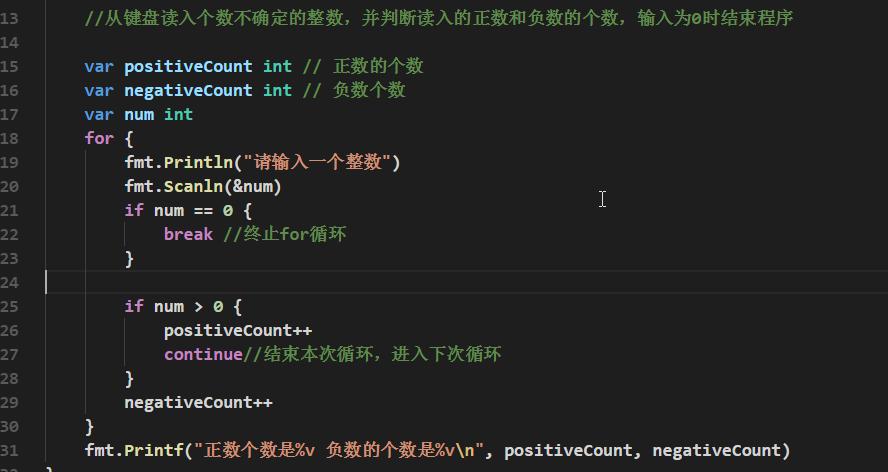 13 //从键盘读入个数不确定的整数，并判断读入的正数和负数的个数，输入为0时结束程序
14
15 var positiveCount int // 正数的个数
16 var negativeCount int // 负数个数
17 var num int
18 for {
19 fmt.Println("请输入一个整数")
20 fmt.Scanln(&num)
21 if num == 0 {
22 break //终止for循环
23 }
24
25 if num > 0 {
26 positiveCount++
27 continue//结束本次循环，进入下次循环
28 }
29 negativeCount++
30 }
31 fmt.Printf("正数个数是%v 负数的个数是%v\n", positiveCount, negativeCount)